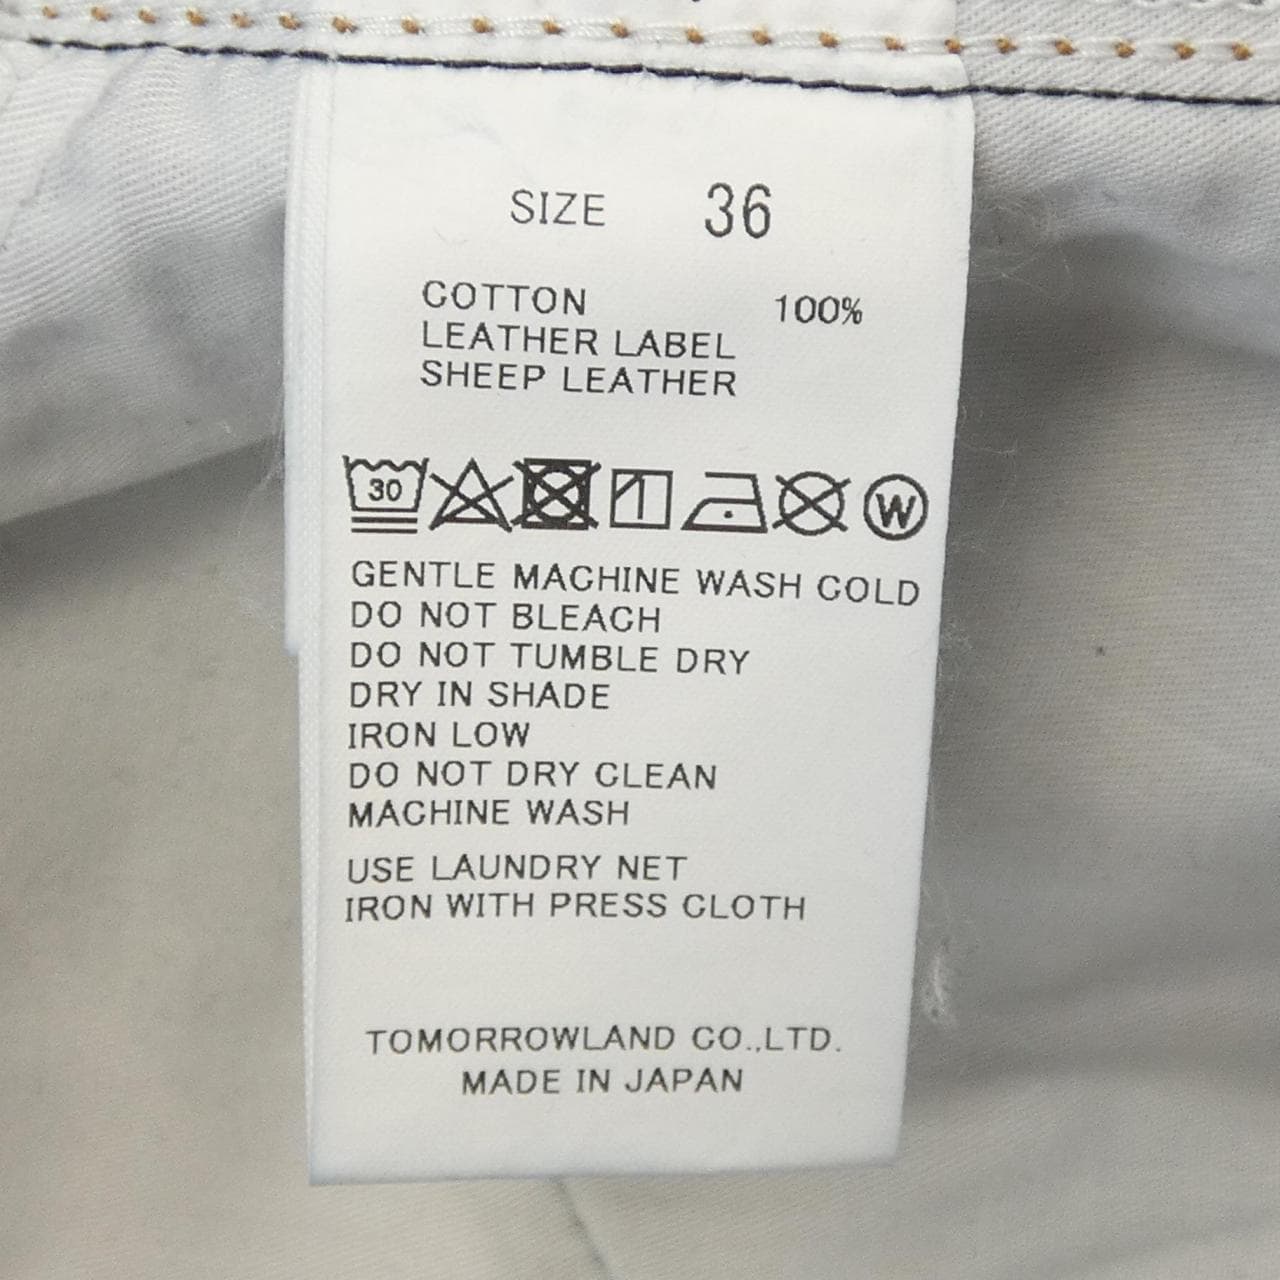 SIZE 36
COTTON 100%
LEATHER LABEL
SHEEP LEATHER
30 W
GENTLE MACHINE WASH COLD
DO NOT BLEACH
DO NOT TUMBLE DRY
DRY IN SHADE
IRON LOW
DO NOT DRY CLEAN
MACHINE WASH
USE LAUNDRY NET
IRON WITH PRESS CLOTH
TOMORROWLAND CO.,LTD.
MADE IN JAPAN